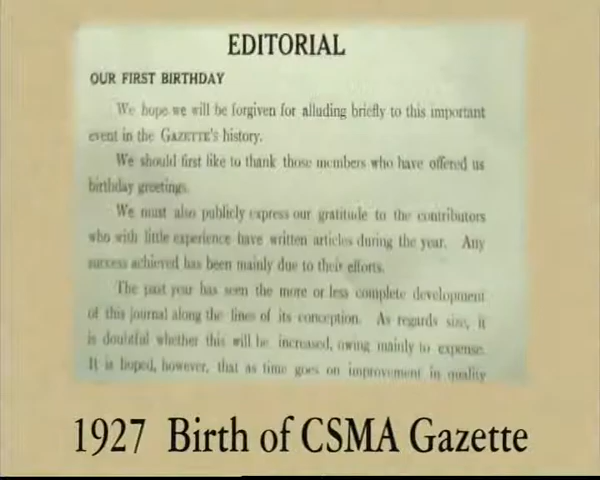 EDITORIAL
OUR FIRST BIRTHDAY
We hope we will be forgiven for alluding briefly to this important
event in the GAZETTE'S history.
We should first like to thank those members who have offered us
birthday greetings.
We must also publicly express our gratitude to the contributors
who with little experience have written articles during the year. Any
success achieved has been mainly due to their efforts.
The past year has seen the more or less complete development
of this journal along the lines of its conception. As regards size, it
is doubtful whether this will be increased, owing mainly to expense.
It is hoped, however, that as time goes on improvement in quality
1927 Birth of CSMA Gazette